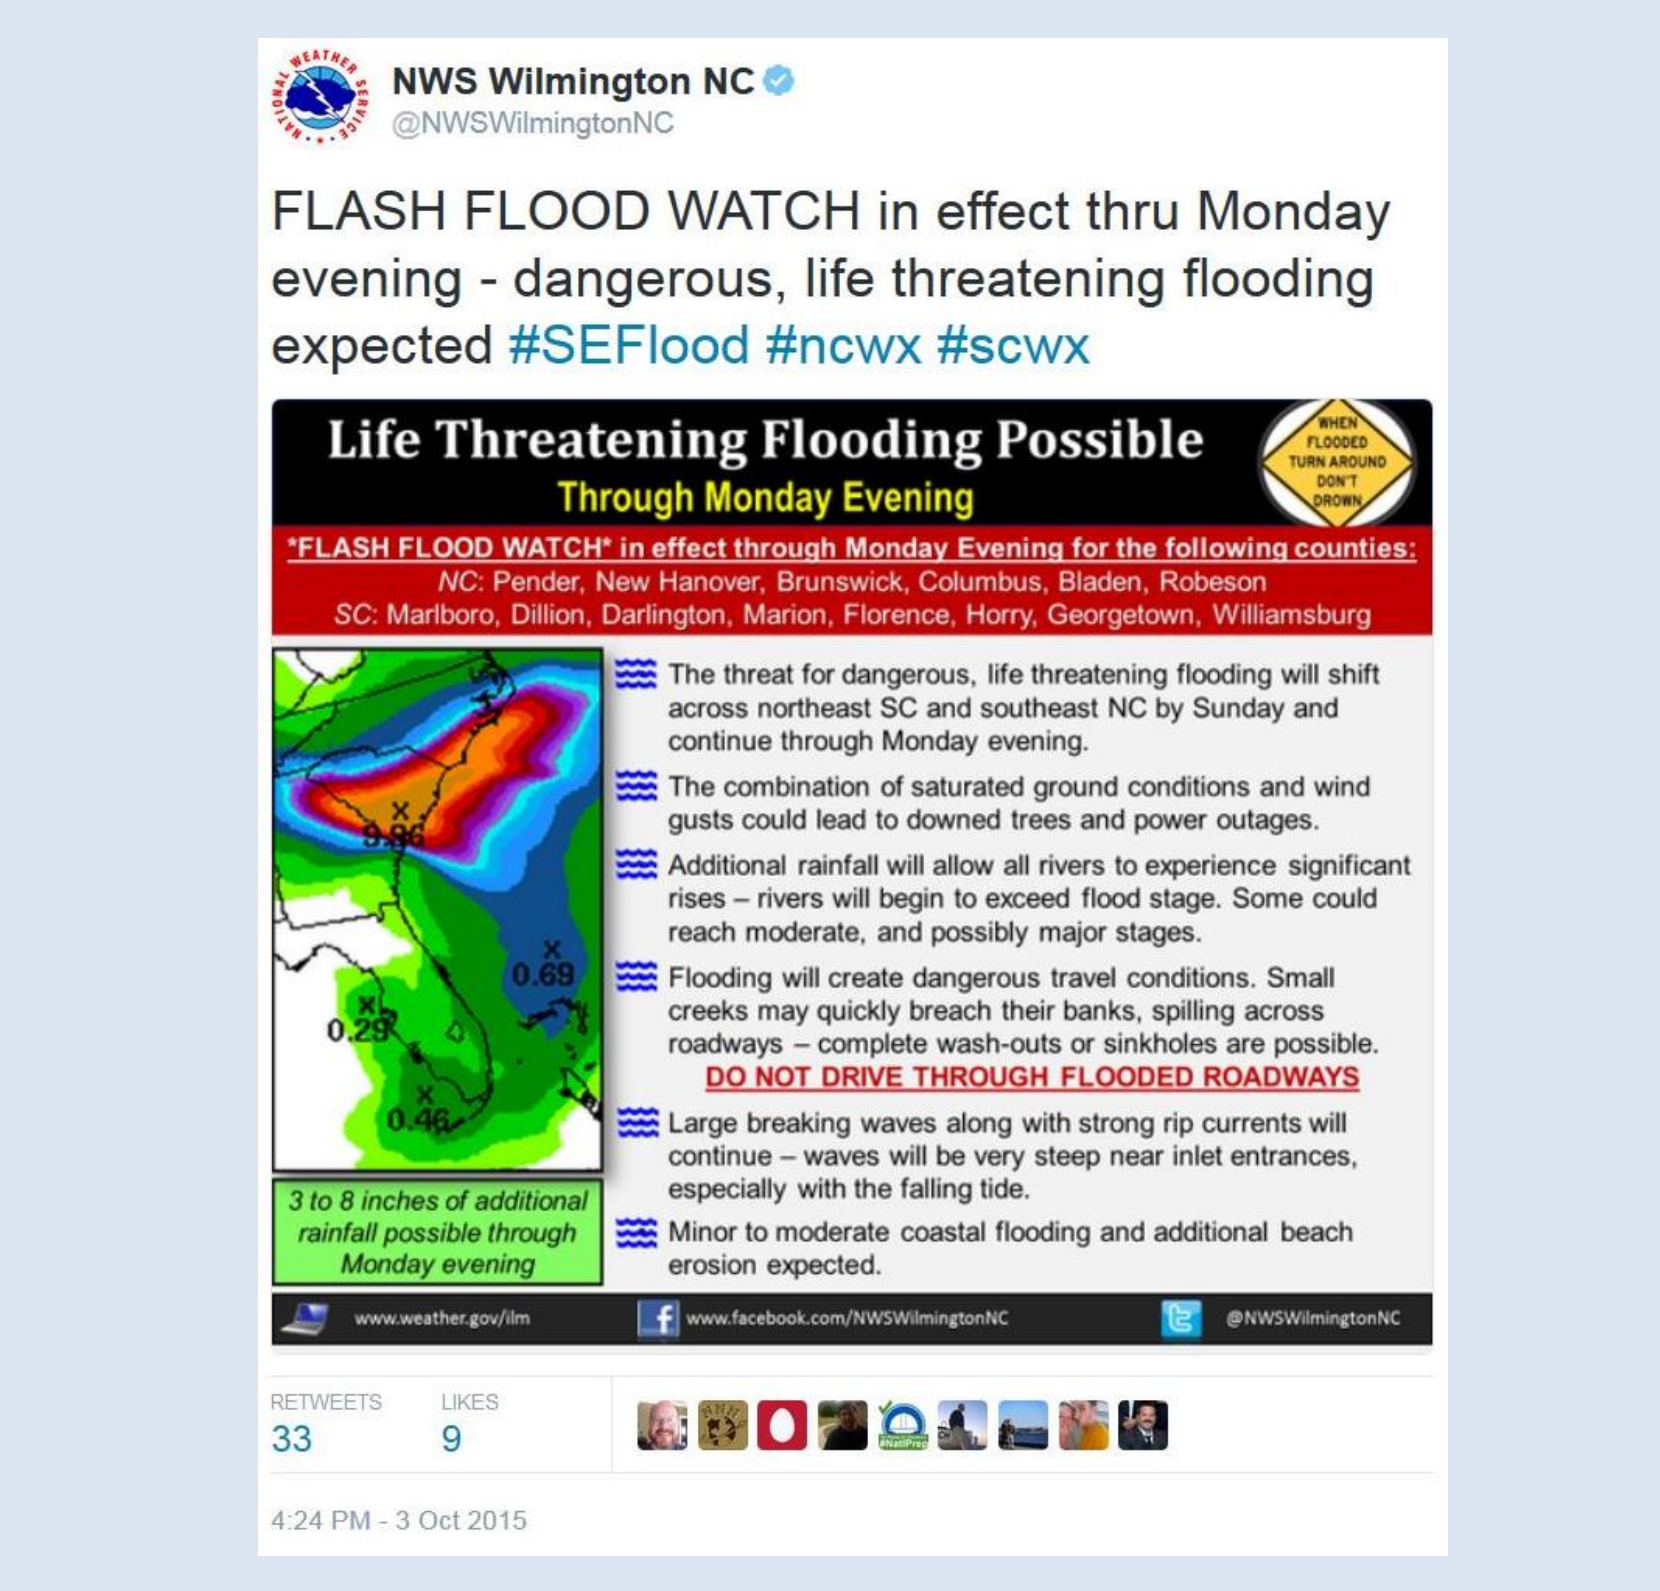 NATIONAL WEATHER SERVICE
NWS Wilmington NC
@NWSWilmingtonNC
FLASH FLOOD WATCH in effect thru Monday
evening - dangerous, life threatening flooding
expected #SEFlood #ncwx #scwx
Life Threatening Flooding Possible
Through Monday Evening
WHEN
FLOODED
TURN AROUND
DON'T
DROWN
*FLASH FLOOD WATCH* in effect through Monday Evening for the following counties:
NC: Pender, New Hanover, Brunswick, Columbus, Bladen, Robeson
SC: Marlboro, Dillion, Darlington, Marion, Florence, Horry, Georgetown, Williamsburg
X
9.96
X
0.69
X
0.29
X
0.46
3 to 8 inches of additional
rainfall possible through
Monday evening
The threat for dangerous, life threatening flooding will shift
across northeast SC and southeast NC by Sunday and
continue through Monday evening.
The combination of saturated ground conditions and wind
gusts could lead to downed trees and power outages.
Additional rainfall will allow all rivers to experience significant
rises – rivers will begin to exceed flood stage. Some could
reach moderate, and possibly major stages.
Flooding will create dangerous travel conditions. Small
creeks may quickly breach their banks, spilling across
roadways – complete wash-outs or sinkholes are possible.
DO NOT DRIVE THROUGH FLOODED ROADWAYS
Large breaking waves along with strong rip currents will
continue – waves will be very steep near inlet entrances,
especially with the falling tide.
Minor to moderate coastal flooding and additional beach
erosion expected.
www.weather.gov/ilm
www.facebook.com/NWSWilmingtonNC
@NWSWilmingtonNC
RETWEETS
33
LIKES
9
#NatlPrep
4:24 PM - 3 Oct 2015